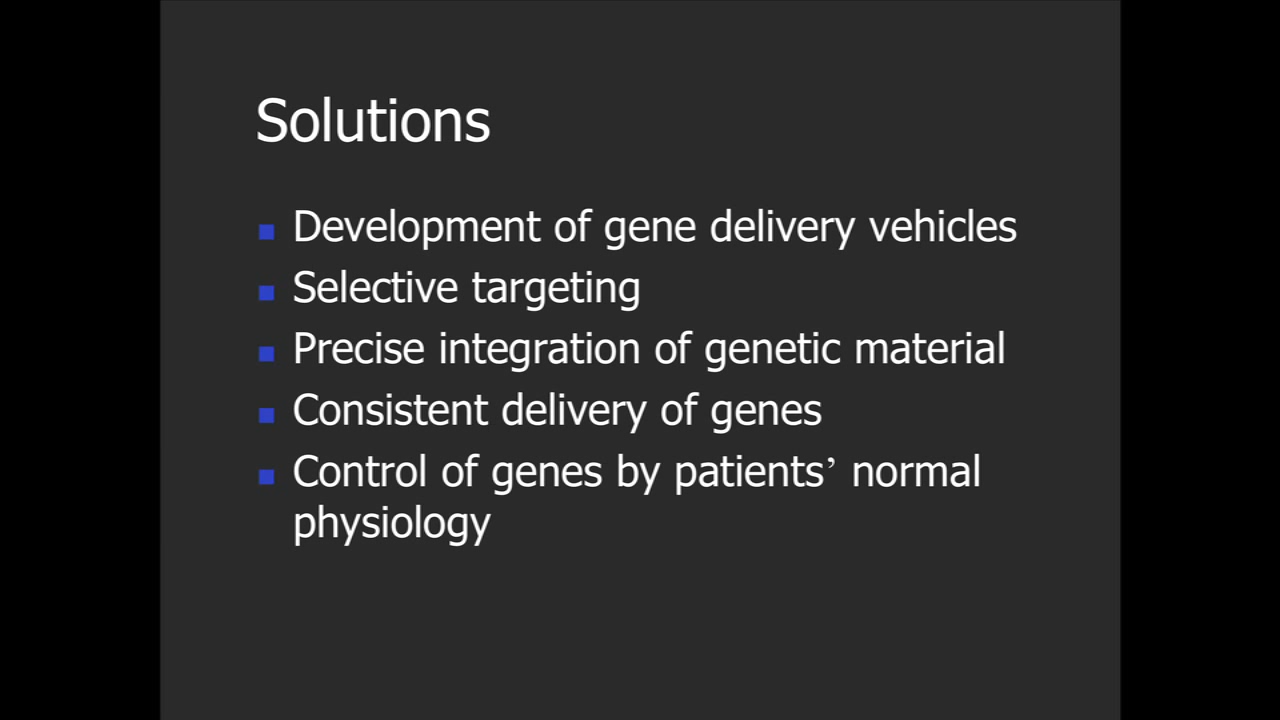 Solutions
Development of gene delivery vehicles
Selective targeting
Precise integration of genetic material
Consistent delivery of genes
Control of genes by patients’ normal
physiology